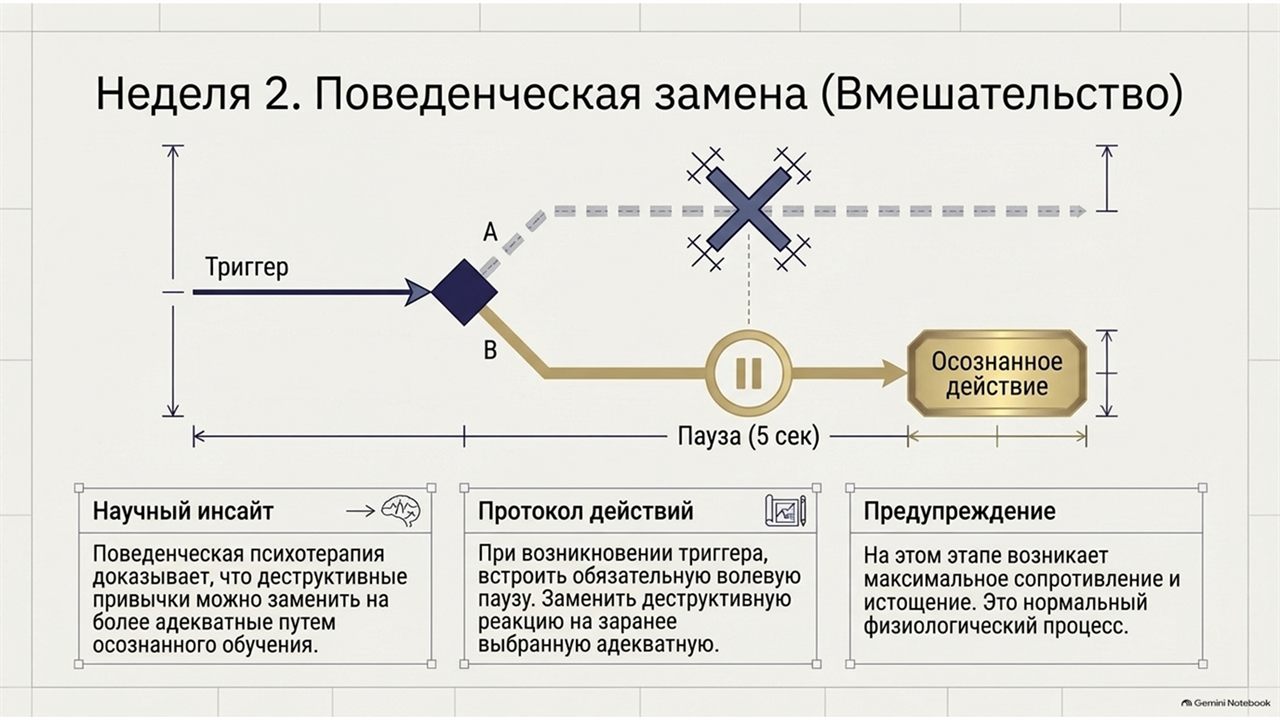 Неделя 2. Поведенческая замена (Вмешательство)
A
Триггер
B
Осознанное
действие
Пауза (5 сек)
Научный инсайт
Поведенческая психотерапия
доказывает, что деструктивные
привычки можно заменить на
более адекватные путем
осознанного обучения.
Протокол действий
При возникновении триггера,
встроить обязательную волевую
паузу. Заменить деструктивную
реакцию на заранее
выбранную адекватную.
Предупреждение
На этом этапе возникает
максимальное сопротивление и
истощение. Это нормальный
физиологический процесс.
Gemini Notebook